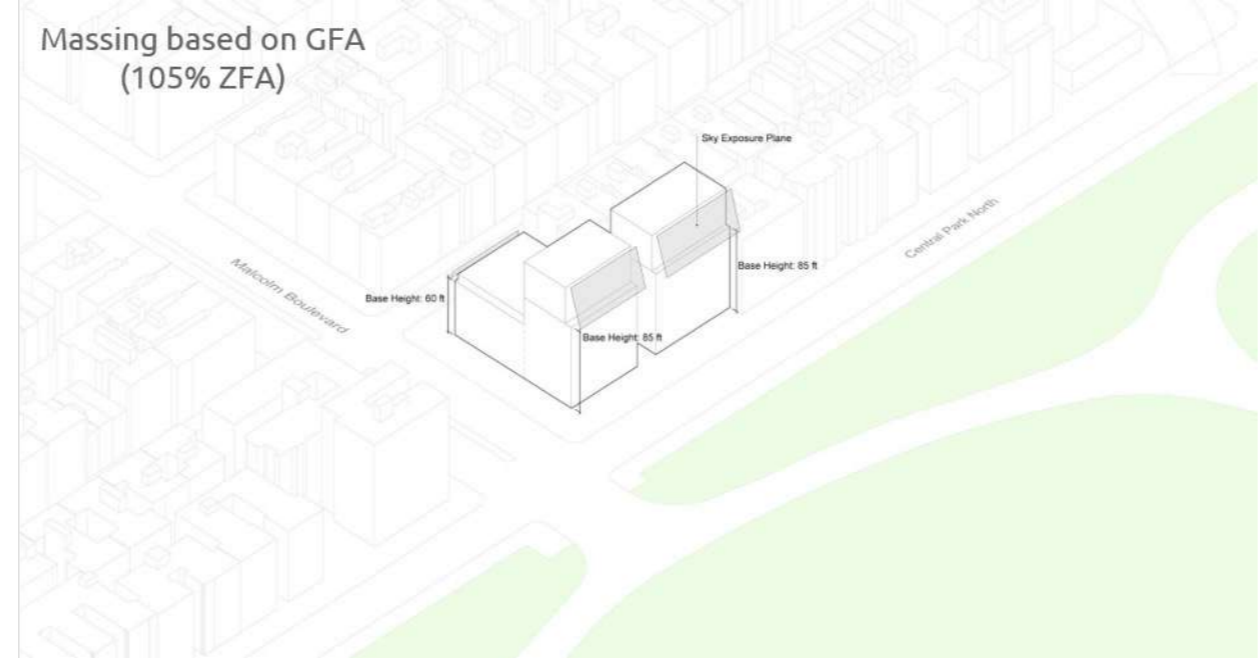 Massing based on GFA
(105% ZFA)
Sky Exposure Plane
Central Park North
Malcolm Boulevard
Base Height: 85 ft
Base Height: 60 ft
Base Height: 85 ft